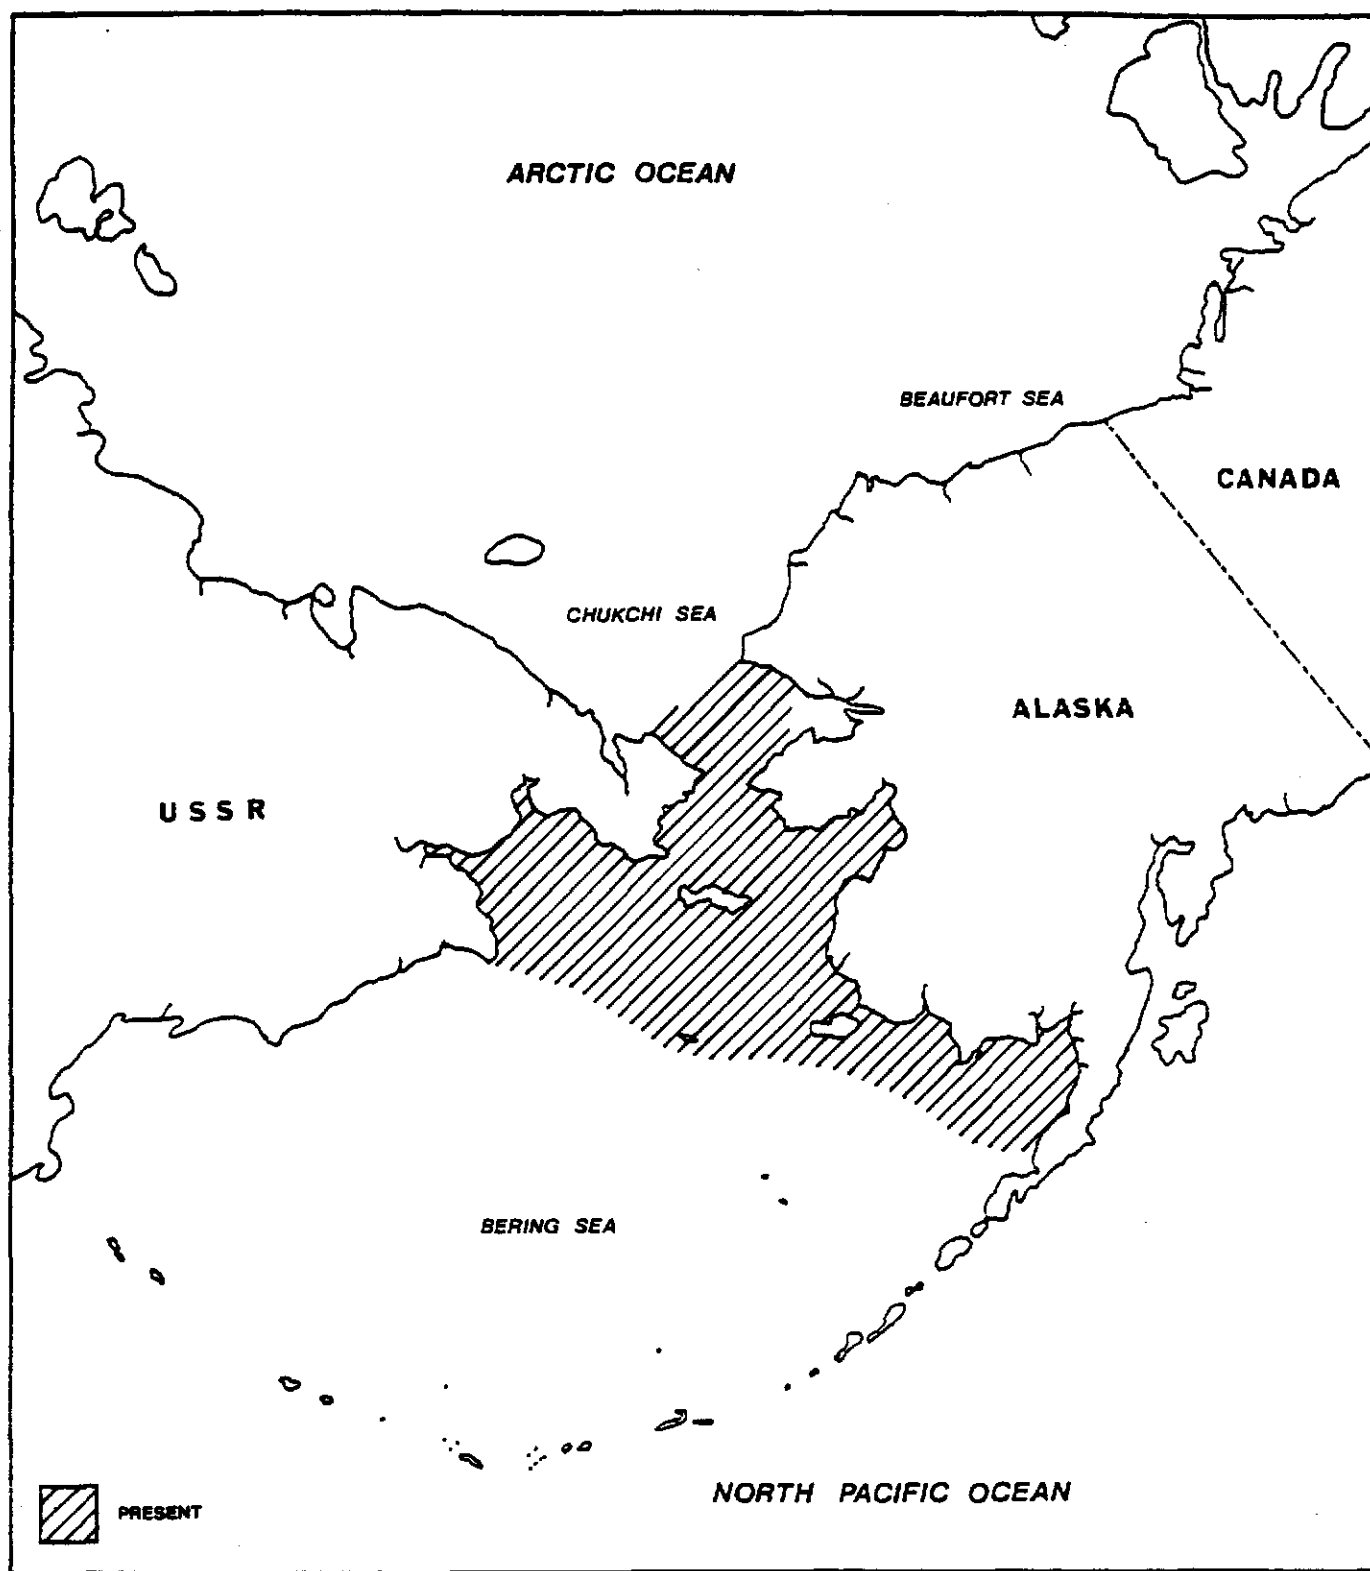 ARCTIC OCEAN
BEAUFORT SEA
CANADA
CHUKCHI SEA
ALASKA
USSR
BERING SEA
NORTH PACIFIC OCEAN
PRESENT